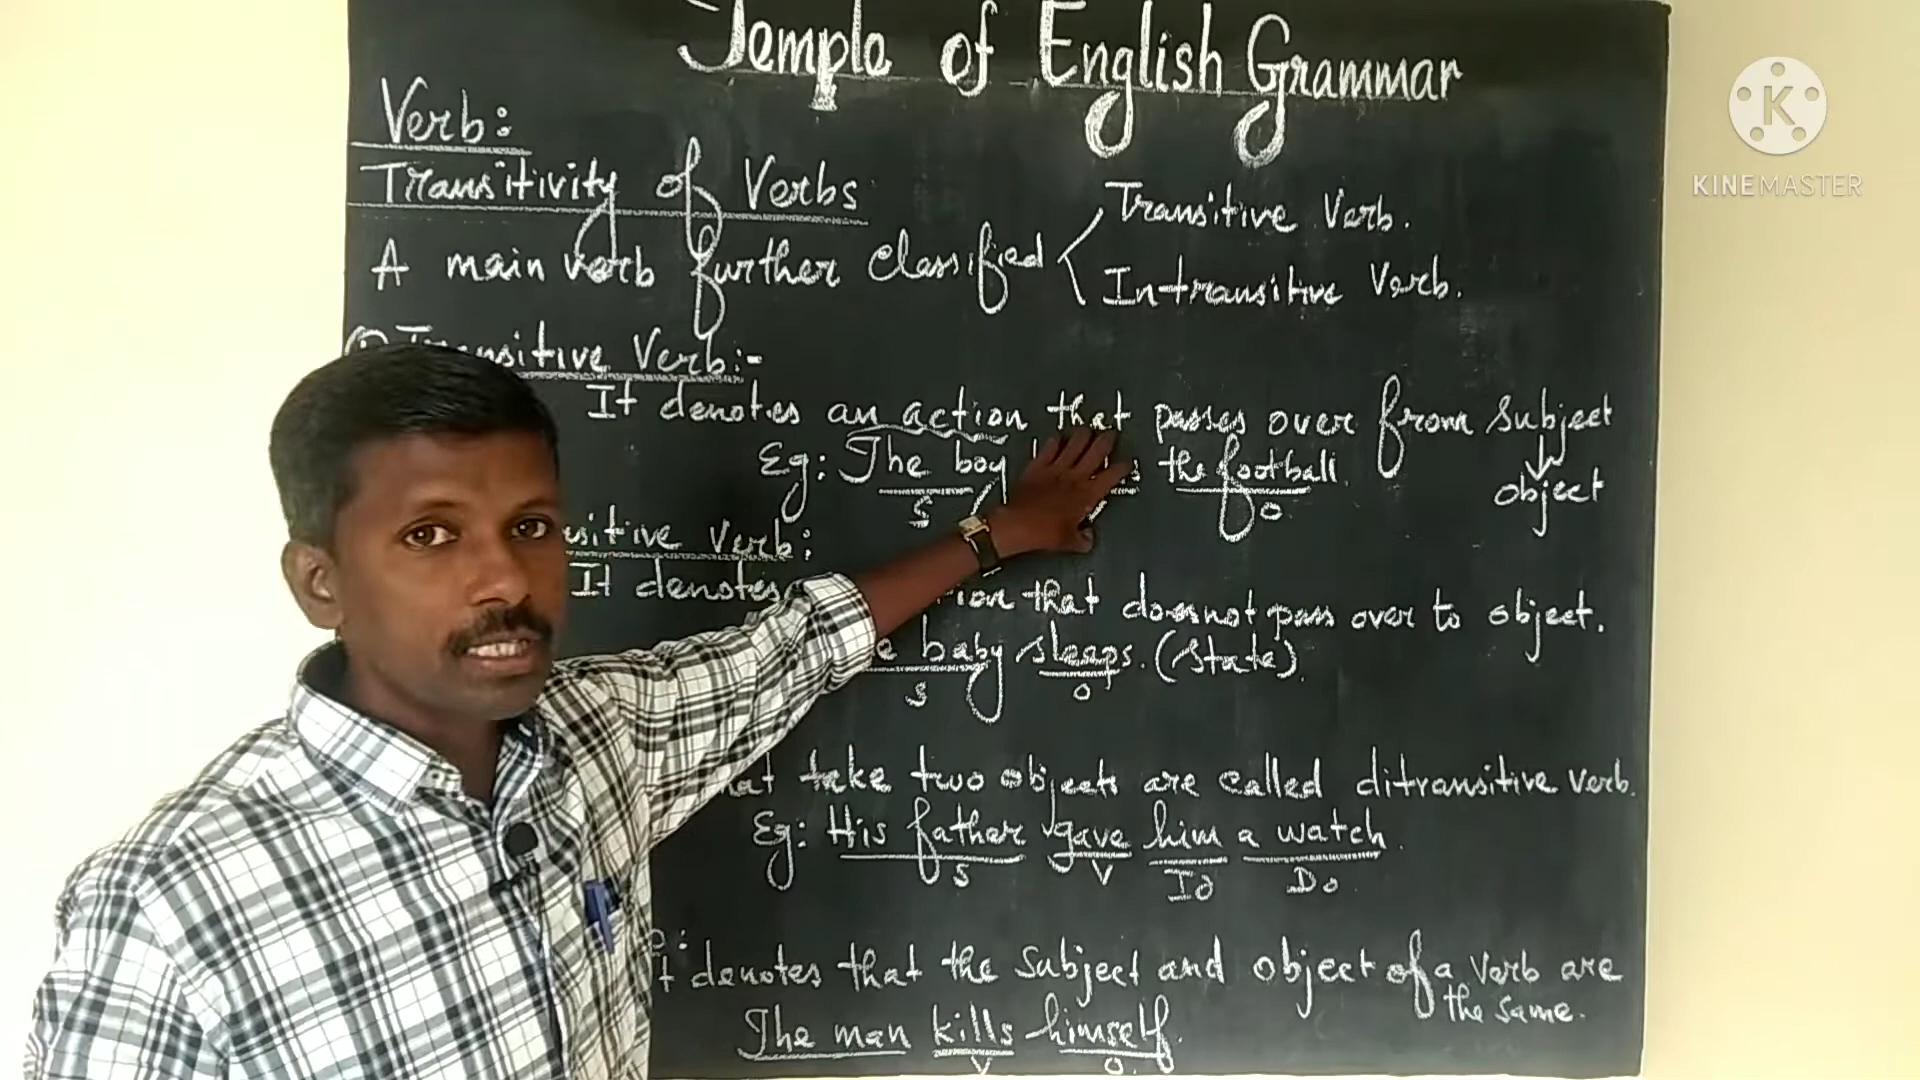 Temple of English Grammar
Verb:
Transitivity of Verbs
A main verb further classified
Transitive Verb.
Intransitive Verb.
Transitive Verb:-
It denotes an action that passes over from subject
object
Eg: The boy the football.
S O
sitive Verb:
It denotes that does not pass over to object.
baby sleeps. (State)
S O
take two objects are called ditransitive verb.
Eg: His father gave him a watch.
S V IO DO
denotes that the subject and object of a verb are
the same.
The man kills himself.
V O
KINEMASTER